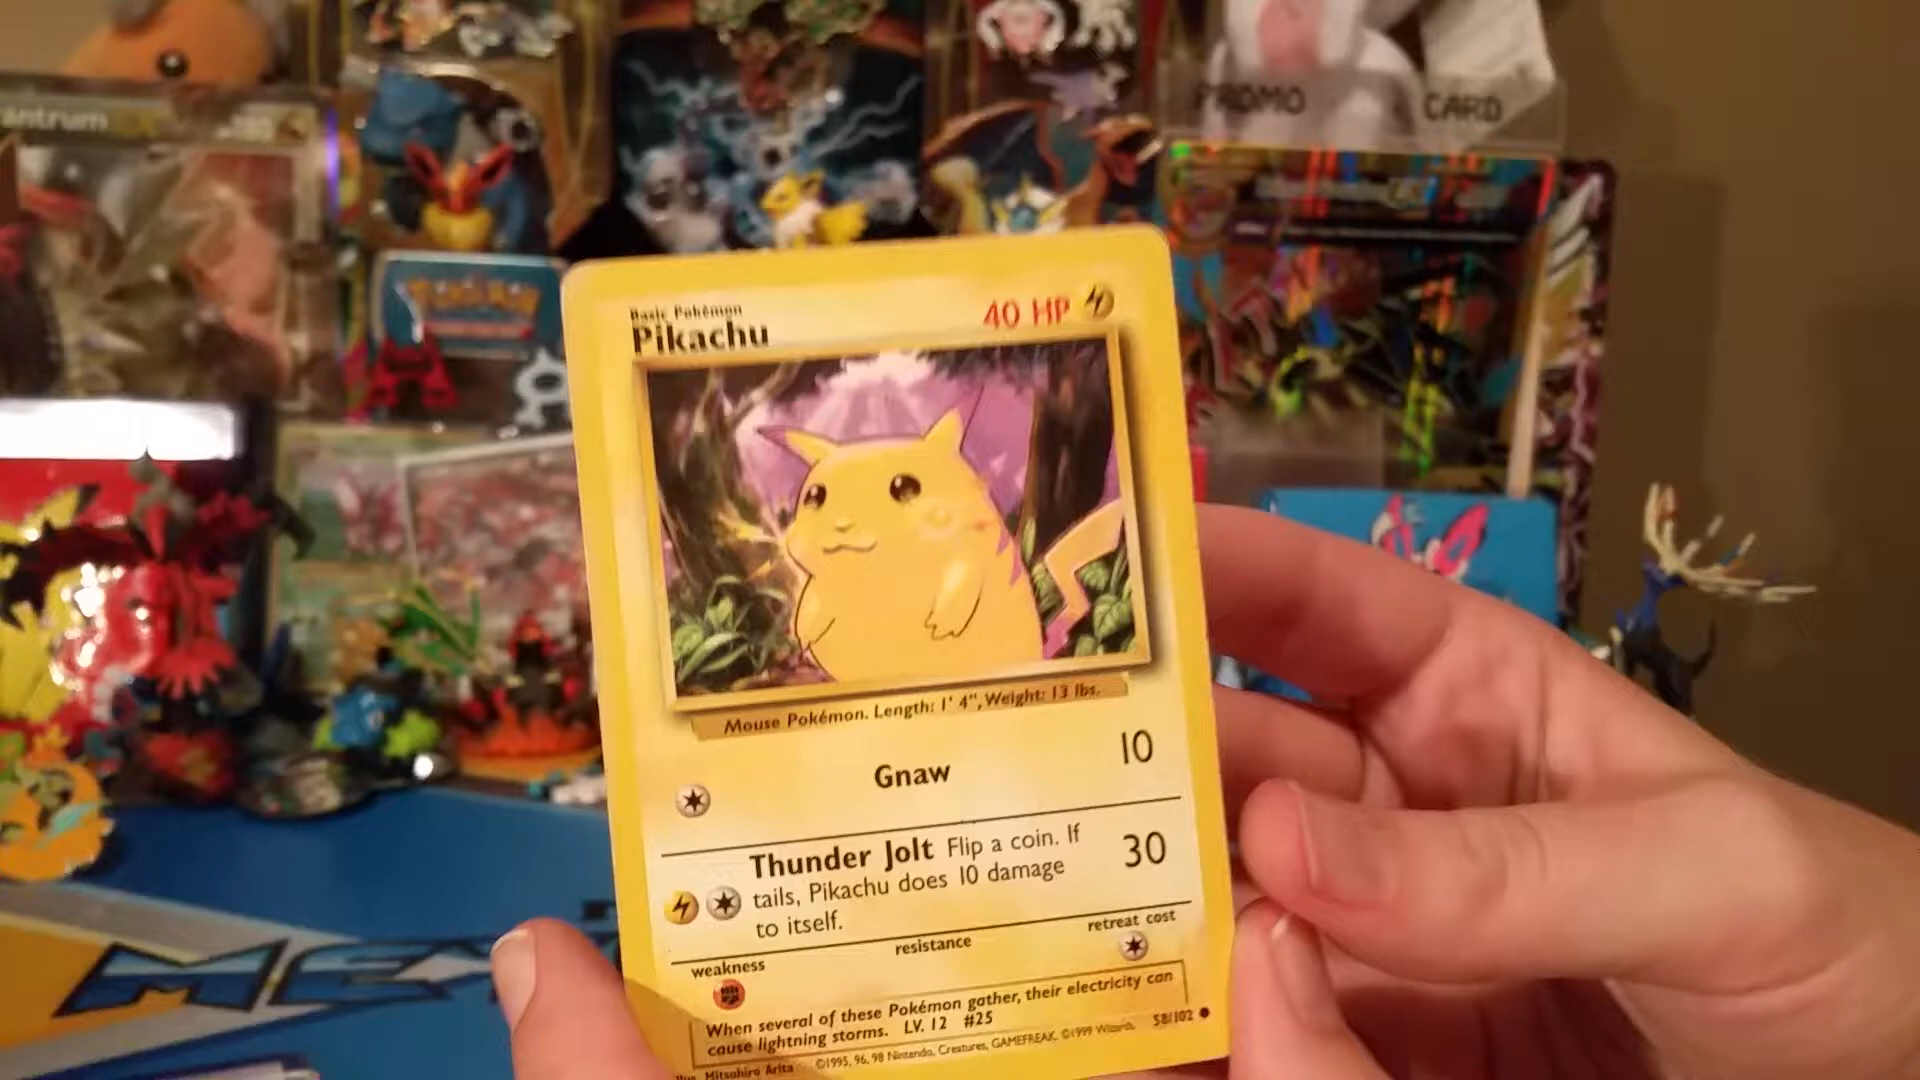 antrum
PROMO CARD
POKÉMON
Basic Pokémon
Pikachu
40 HP
Mouse Pokémon. Length: 1' 4", Weight: 13 lbs.
Gnaw
10
Thunder Jolt Flip a coin. If
tails, Pikachu does 10 damage
to itself.
30
weakness
resistance
retreat cost
When several of these Pokémon gather, their electricity can
cause lightning storms. LV. 12 #25
Illus. Mitsuhiro Arita
©1995, 96, 98 Nintendo, Creatures, GAMEFREAK. ©1999 Wizards.
58/102